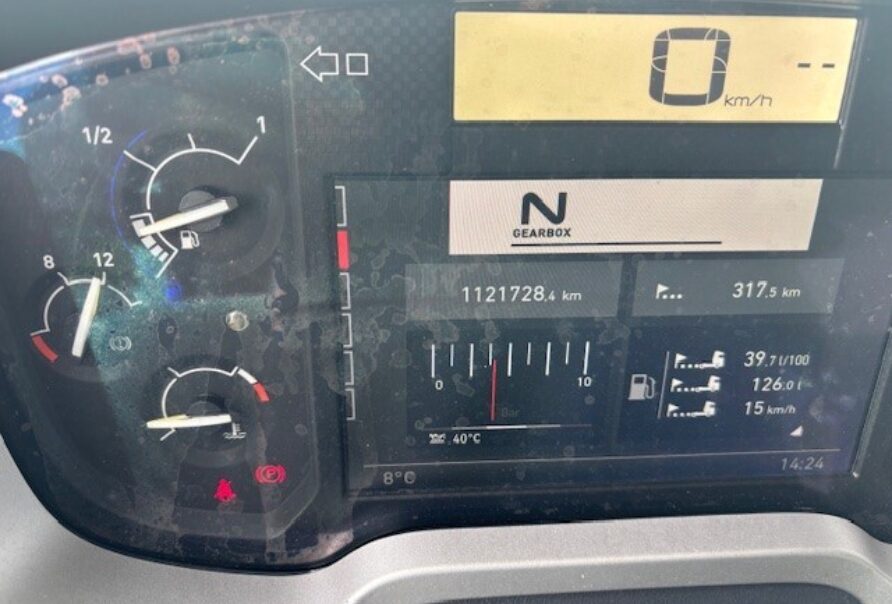 0 km/h --
1/2 1
N
GEARBOX
8 12
1121728.4 km 317.5 km
39.7 l/100
126.0 l
15 km/h
0 10
Bar
40°C
8°C 14:24
P